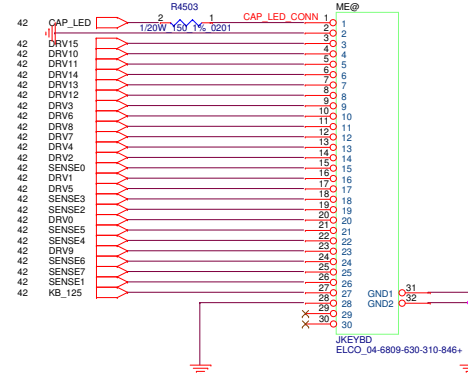 R4503 ME@
42 CAP_LED 2 1 CAP_LED_CONN 1 1
1/20W_150_1%_0201 2 2
42 DRV15 3 3
42 DRV10 4 4
42 DRV11 5 5
42 DRV14 6 6
42 DRV13 7 7
42 DRV12 8 8
42 DRV3 9 9
42 DRV6 10 10
42 DRV8 11 11
42 DRV7 12 12
42 DRV4 13 13
42 DRV2 14 14
42 SENSE0 15 15
42 DRV1 16 16
42 DRV5 17 17
42 SENSE3 18 18
42 SENSE2 19 19
42 DRV0 20 20
42 SENSE5 21 21
42 SENSE4 22 22
42 DRV9 23 23
42 SENSE6 24 24
42 SENSE7 25 25
42 SENSE1 26 26
42 KB_125 27 27 GND1 31
28 28 GND2 32
29 29
30 30
JKEYBD
ELCO_04-6809-630-310-846+